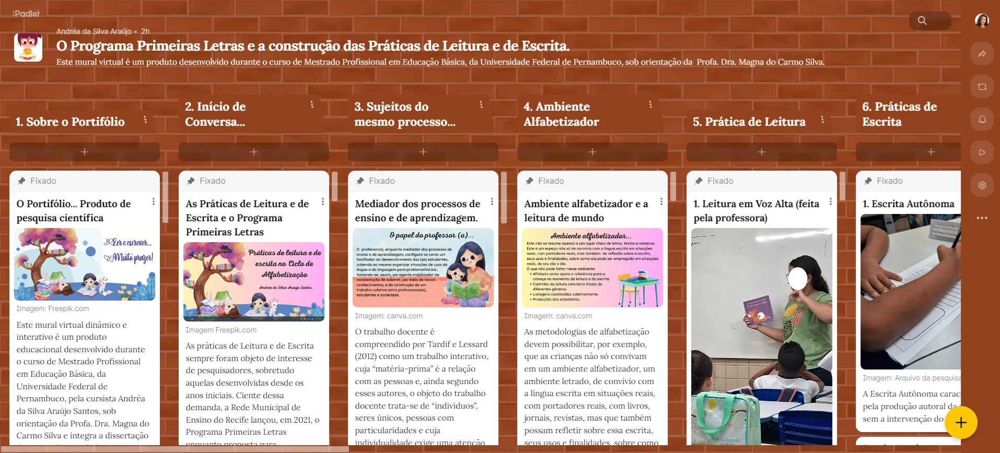 :Padlet
Andréa da Silva Araújo • 2h
O Programa Primeiras Letras e a construção das Práticas de Leitura e de Escrita.
Este mural virtual é um produto desenvolvido durante o curso de Mestrado Profissional em Educação Básica, da Universidade Federal de Pernambuco, sob orientação da Profa. Dra. Magna do Carmo Silva.
1. Sobre o Portifólio
Fixado
O Portifólio... Produto de
pesquisa científica
Ler e escrever...
Muito prazer!
Imagem: Freepik.com
Este mural virtual dinâmico e
interativo é um produto
educacional desenvolvido durante
o curso de Mestrado Profissional
em Educação Básica, da
Universidade Federal de
Pernambuco, pela cursista Andréa
da Silva Araújo Santos, sob
orientação da Profa. Dra. Magna do
Carmo Silva e integra a dissertação
2. Início de
Conversa...
Fixado
As Práticas de Leitura e de
Escrita e o Programa
Primeiras Letras
Práticas de leitura e de
escrita no Ciclo de
Alfabetização
Andréa da Silva Araújo Santos
Imagem Freepik.com
As práticas de Leitura e de Escrita
sempre foram objeto de interesse
de pesquisadores, sobretudo
aquelas desenvolvidas desde os
anos iniciais. Ciente dessa
demanda, a Rede Municipal de
Ensino do Recife lançou, em 2021, o
Programa Primeiras Letras
enquanto proposta para
3. Sujeitos do
mesmo processo...
Fixado
Mediador dos processos de
ensino e de aprendizagem.
O papel do professor (a)...
O professor(a), enquanto mediador dos processos de
ensino e de aprendizagem, configura-se como um
facilitador do desenvolvimento dos (as) estudantes,
cabendo ao mesmo organizar situações de usos da
língua e da linguagem para problematizá-los,
tornando-se, assim, um agente mobilizador da
reconstrução de saberes, por meio de novos
conhecimentos, e da construção de um
trabalho coletivo entre professores(as),
estudantes e sociedade.
Imagem: canva.com
O trabalho docente é
compreendido por Tardif e Lessard
(2012) como um trabalho interativo,
cuja “matéria-prima” é a relação
com as pessoas e, ainda segundo
esses autores, o objeto do trabalho
docente trata-se de “indivíduos”,
seres únicos, pessoas com
particularidades e cuja
individualidade exige uma atenção
4. Ambiente
Alfabetizador
Fixado
Ambiente alfabetizador e a
leitura de mundo
Ambiente alfabetizador...
Este não se resume apenas a um lugar cheio de letras, textos e números.
Este é um espaço não só de convívio com a língua escrita em situações
reais, com portadores reais, mas também de reflexão sobre a escrita,
seus usos e finalidades, sobre como ela pode ser empregada em situações
reais, do seu dia a dia.
O que não pode faltar nesse ambiente:
• Alfabeto como apoio e referência para a
criança no momento da leitura e da escrita.
• Cantinho da leitura com bons títulos de
diferentes gêneros.
• Listagens construídas coletivamente.
• Produções dos estudantes.
Imagem: canva.com
As metodologias de alfabetização
devem possibilitar, por exemplo,
que as crianças não só convivam
em um ambiente alfabetizador, um
ambiente letrado, de convívio com
a língua escrita em situações reais,
com portadores reais, com livros,
jornais, revistas, mas que também
possam refletir sobre essa escrita,
seus usos e finalidades, sobre como
5. Prática de Leitura
Fixado
1. Leitura em Voz Alta (feita
pela professora)
6. Práticas de
Escrita
Fixado
1. Escrita Autônoma
Imagem: Arquivo da pesquisa
A Escrita Autônoma carac
pela produção autoral da
sem a intervenção do